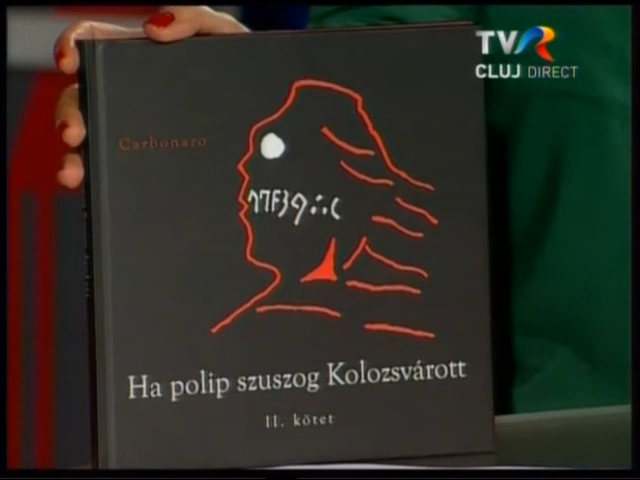 TVR
CLUJ DIRECT
Carbonaro
Ha polip szuszog Kolozsvárott
II. kötet